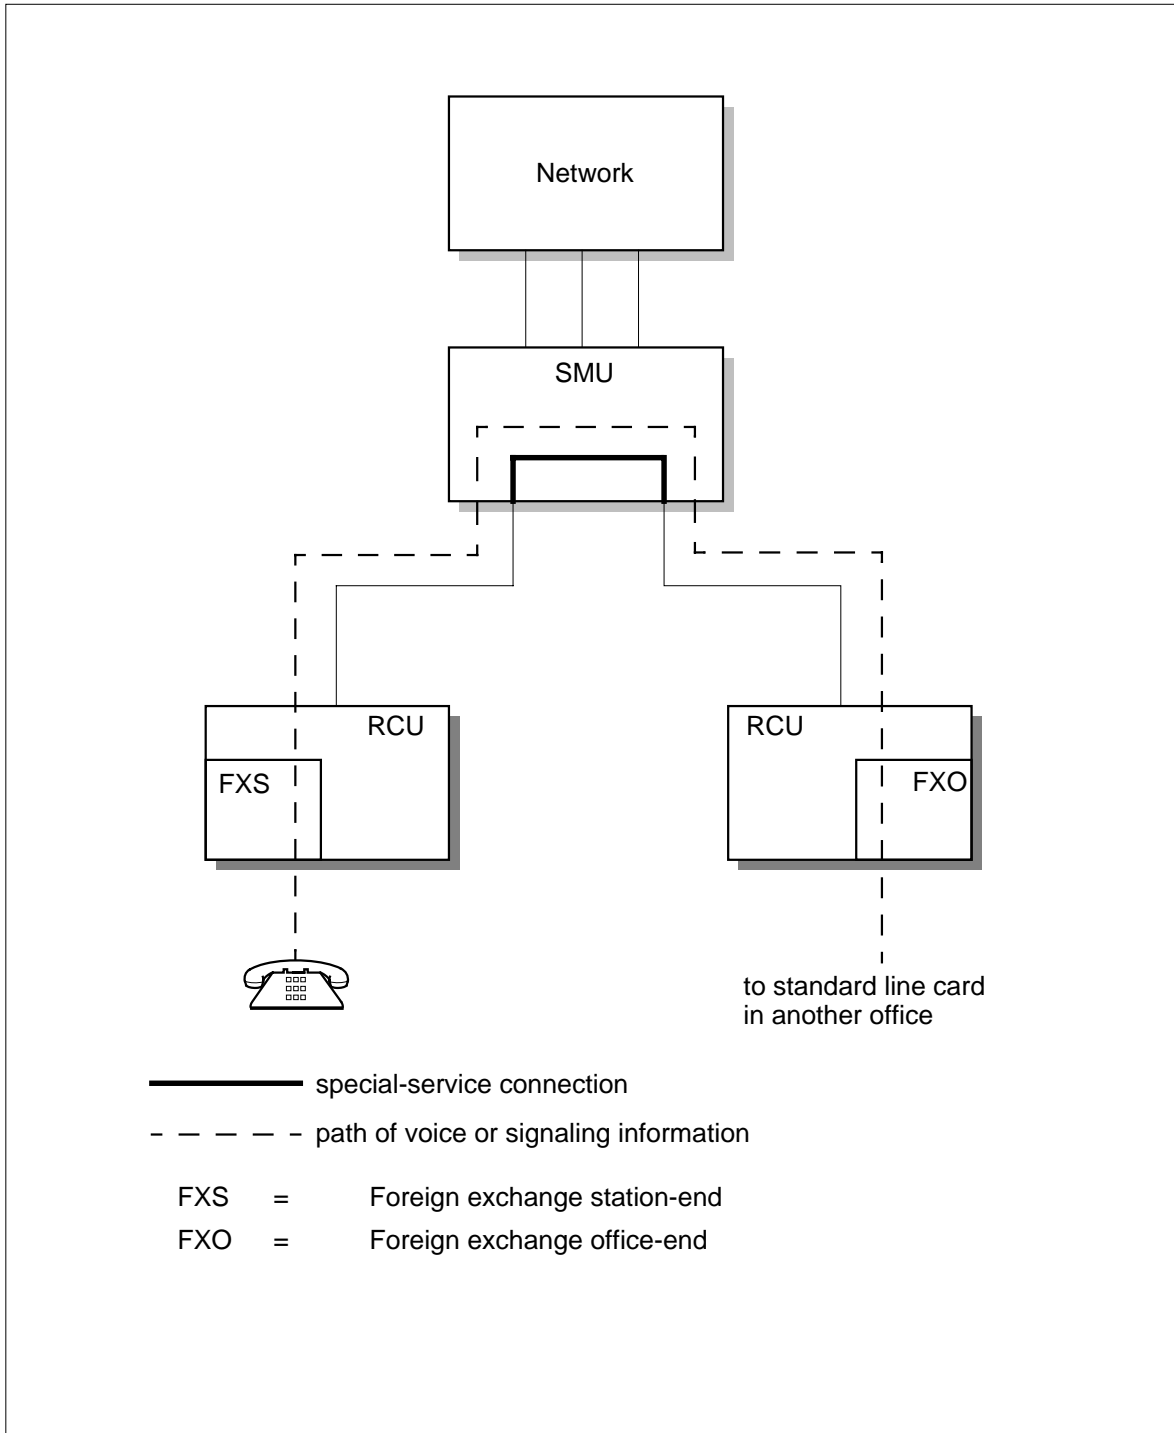 Network
SMU
RCU
RCU
FXS
FXO
to standard line card
in another office
special-service connection
path of voice or signaling information
FXS = Foreign exchange station-end
FXO = Foreign exchange office-end